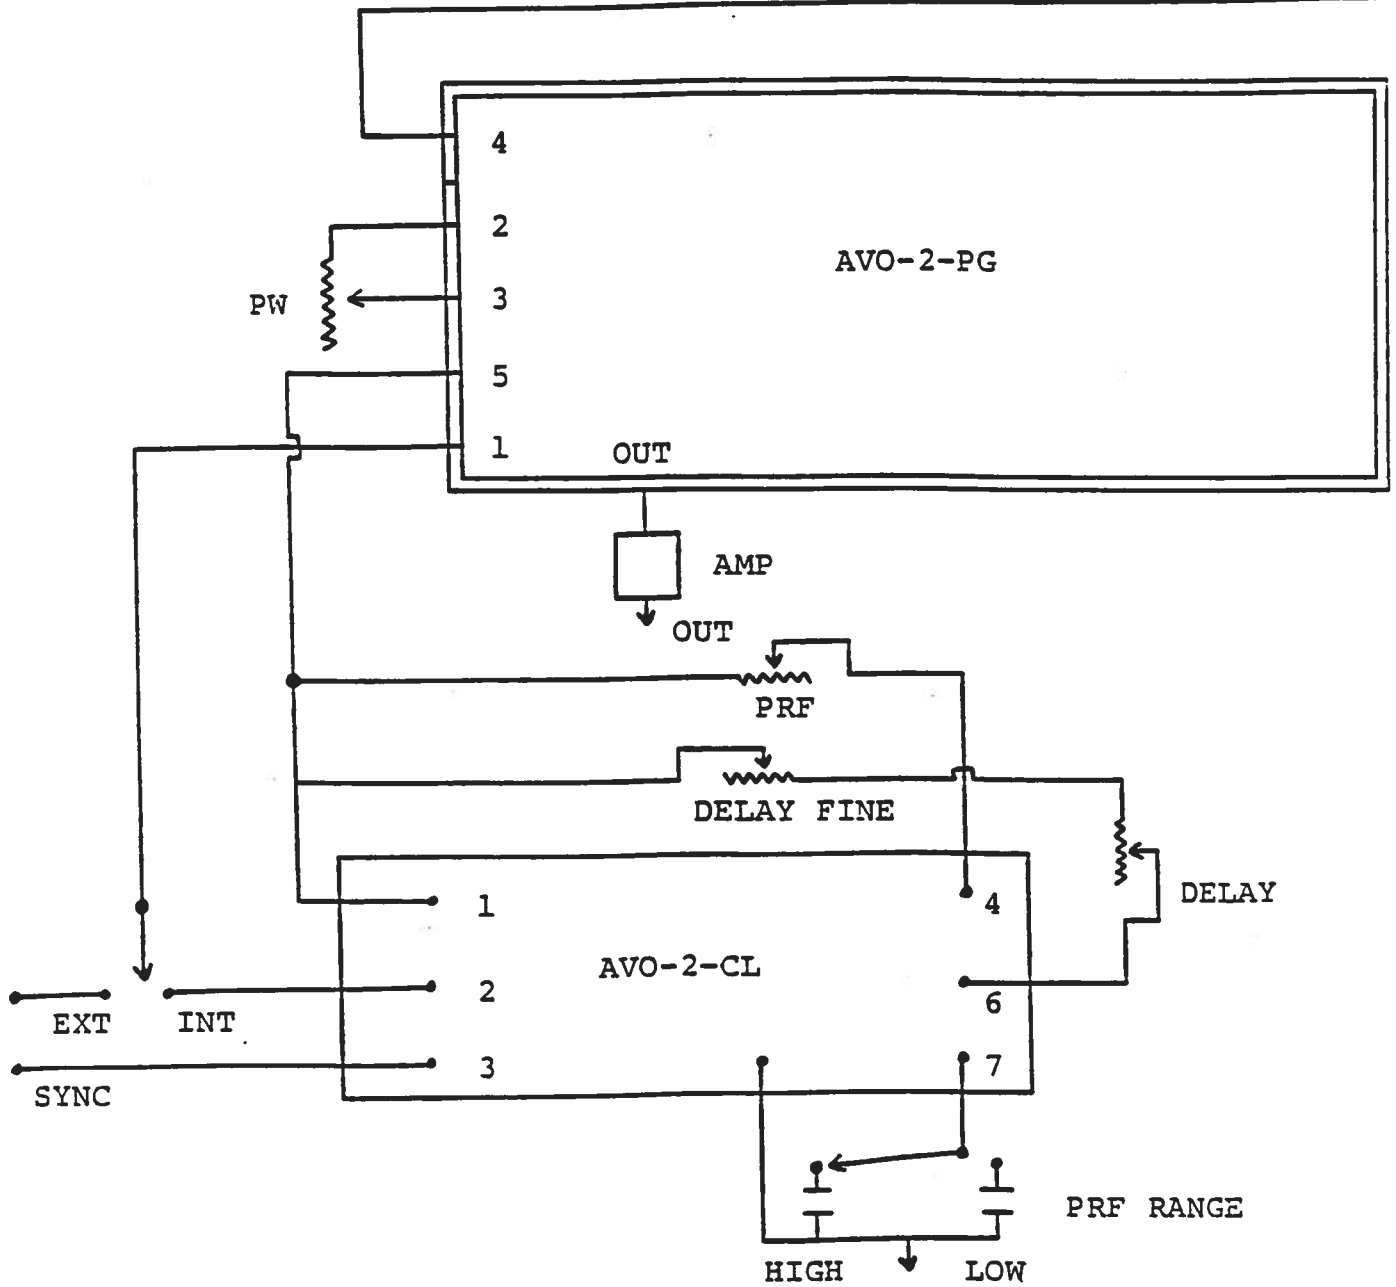 4
2
AVO-2-PG
PW
3
5
1
OUT
AMP
OUT
PRF
DELAY FINE
1
4
DELAY
AVO-2-CL
2
6
EXT
INT
3
7
SYNC
PRF RANGE
HIGH
LOW